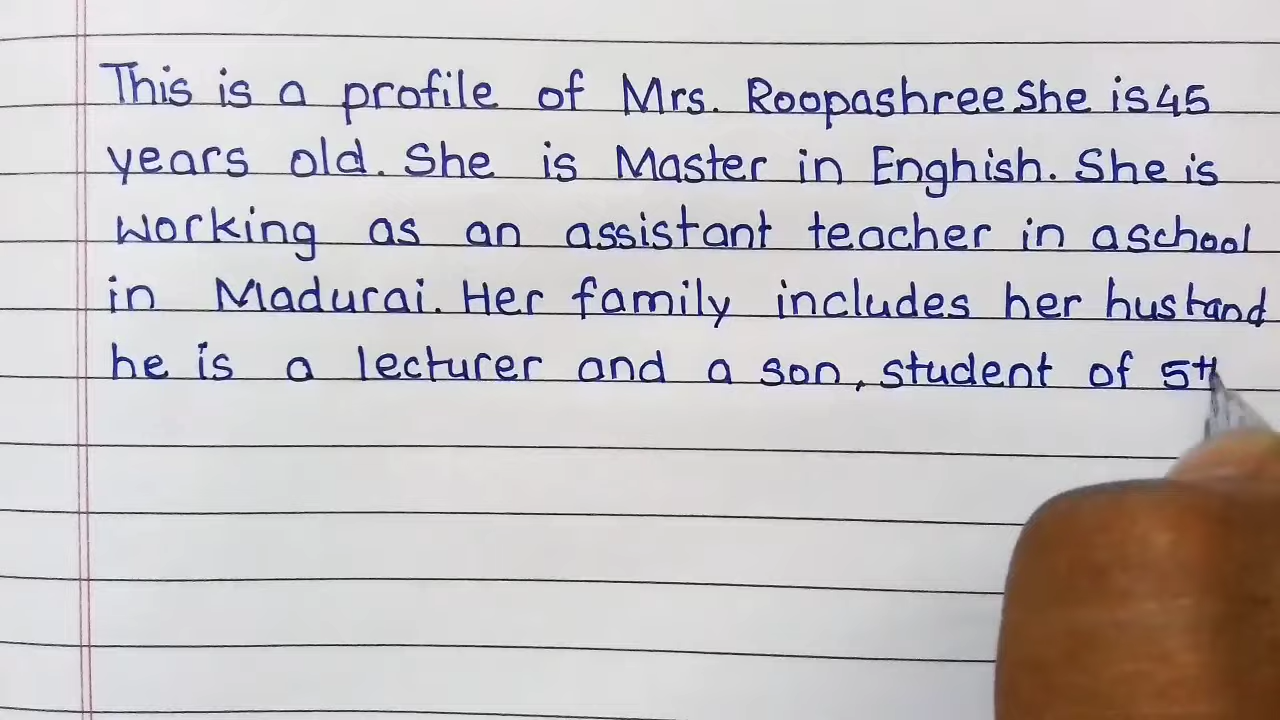 This is a profile of Mrs. Roopashree She is 45
years old. She is Master in Enghish. She is
working as an assistant teacher in a school
in Madurai. Her family includes her hustand
he is a lecturer and a son, student of 5th